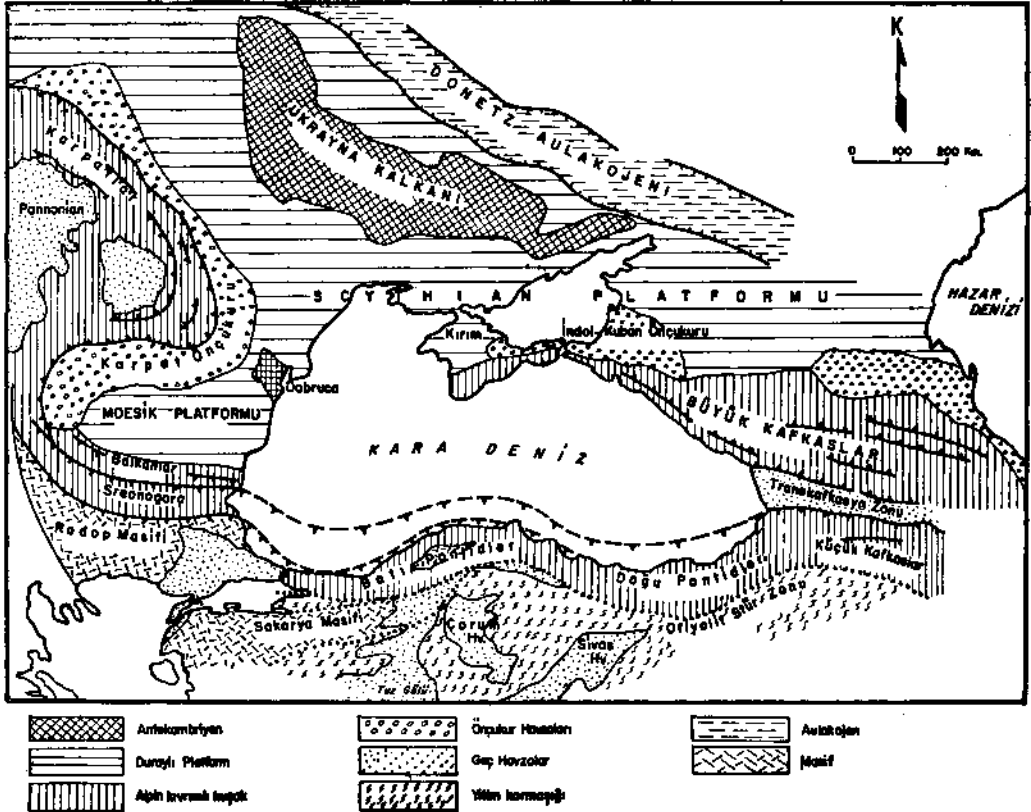 K
0 100 200 Km.
DONETZ AULAKOJENİ
UKRAYNA KALKANI
Karpatlar
Pannonian
SCYTHIAN PLATFORMU
HAZAR DENİZİ
Kırım
İndol-Kuban Önçukuru
Karpat Önçukuru
Dobruca
MOESİK PLATFORMU
BÜYÜK KAFKASLAR
KARA DENİZ
Balkanlar
Transkafkasya Zonu
Rodop Masifi
Batı Pontidler
Doğu Pontidler
Küçük Kafkaslar
Ofiyolit Sütur Zonu
Sakarya Masifi
Çorum Hv.
Sivas Hv.
Tuz Gölü
Antekambriyen
Önçukur Havzaları
Aulakojen
Duraylı Platform
Geç Havzalar
Masif
Alpin kıvrımlı kuşak
Yitim karmaşığı